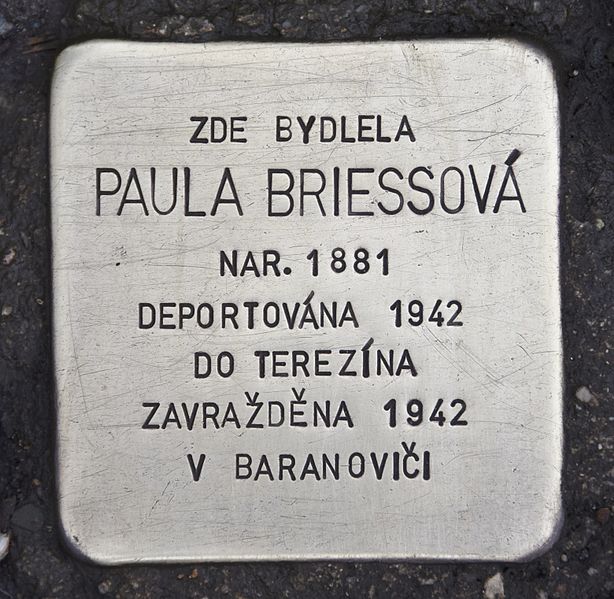 ZDE BYDLELA
PAULA BRIESSOVÁ
NAR. 1881
DEPORTOVÁNA 1942
DO TEREZÍNA
ZAVRAŽDĚNA 1942
V BARANOVIČI